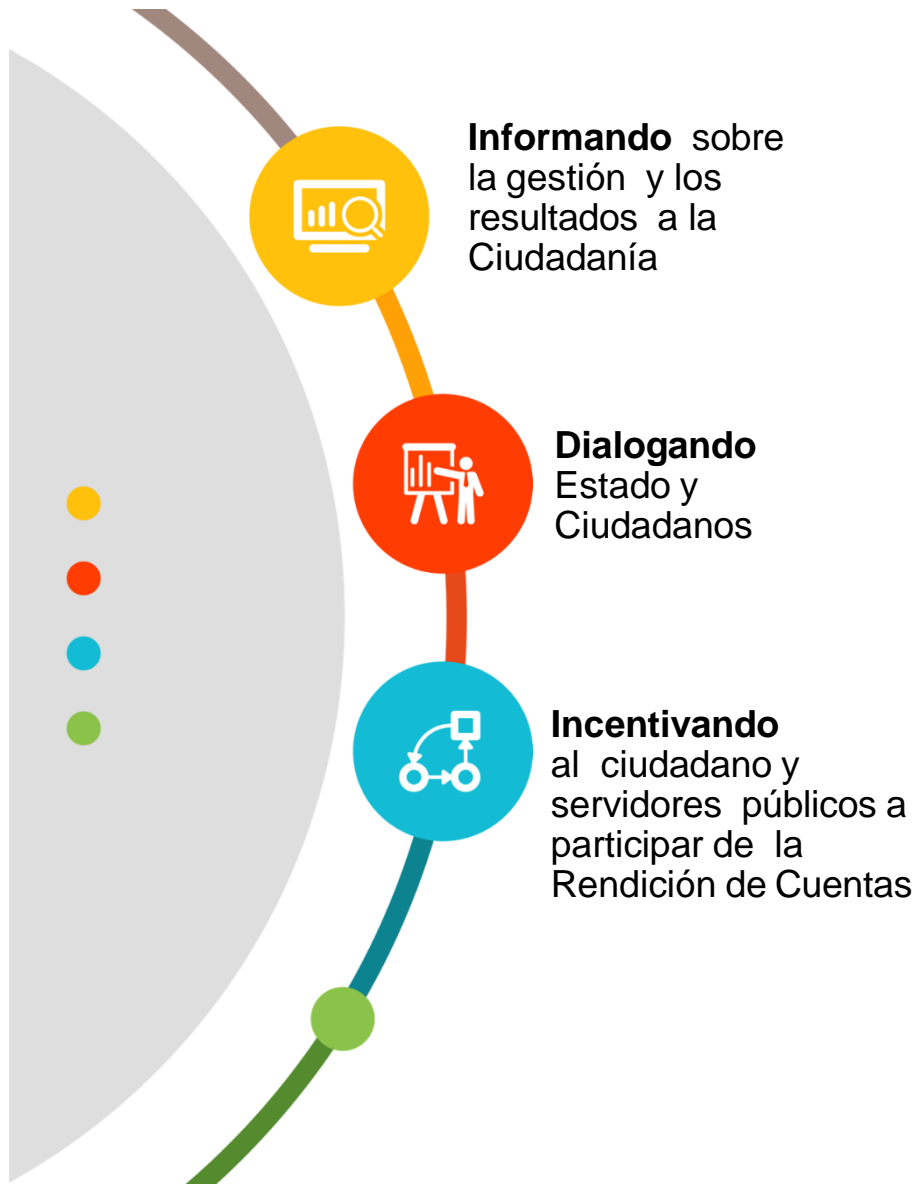 Informando sobre
la gestión y los
resultados a la
Ciudadanía
Dialogando
Estado y
Ciudadanos
Incentivando
al ciudadano y
servidores públicos a
participar de la
Rendición de Cuentas